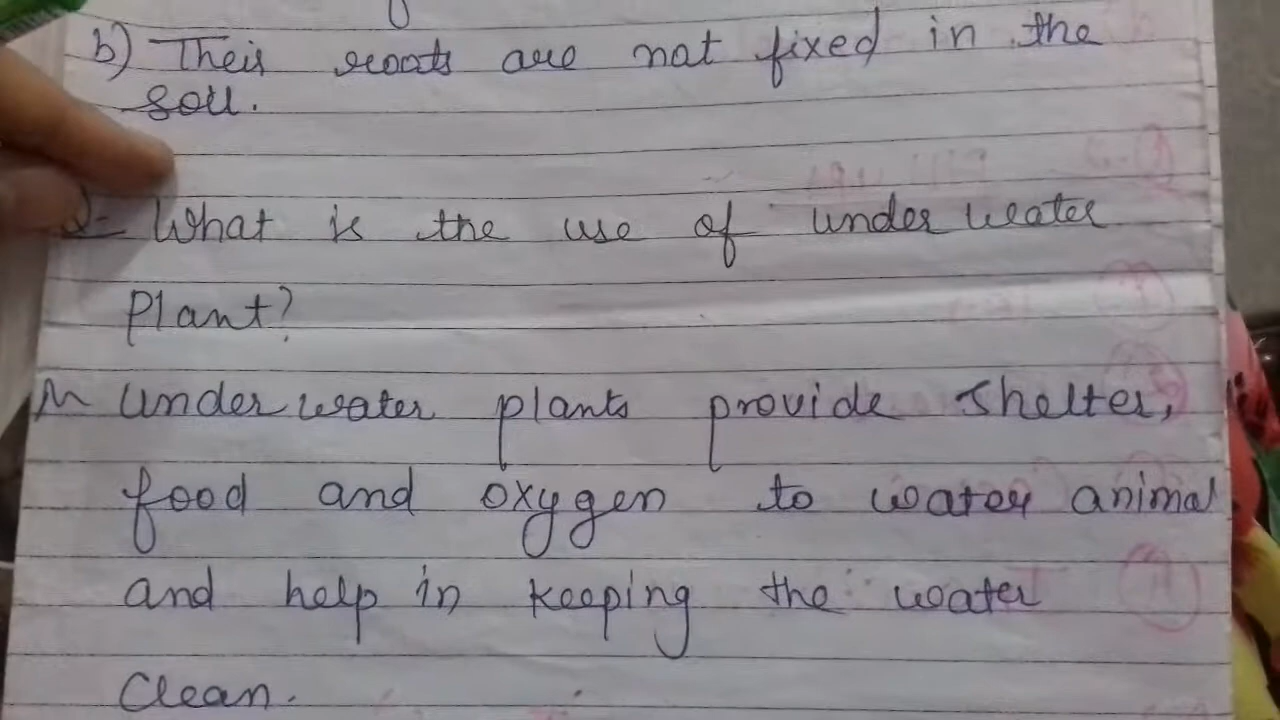 b) Their roots are not fixed in the
soil.
Q- What is the use of under water
plant?
A under water plants provide shelter,
food and oxygen to water animal
and help in keeping the water
clean.